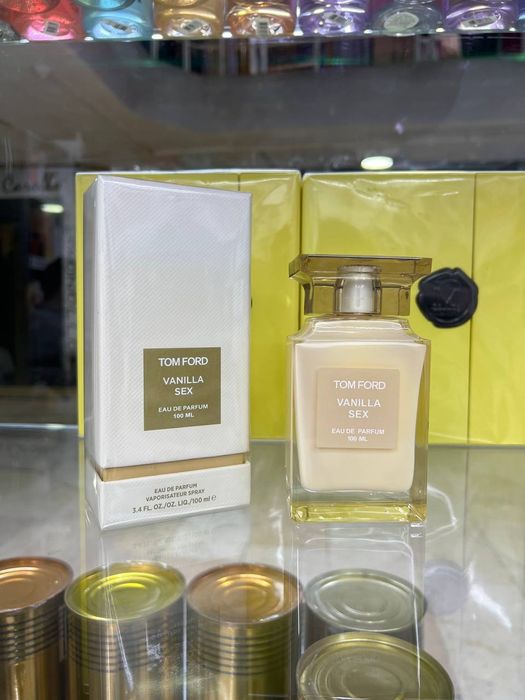 TOM FORD
VANILLA
SEX
EAU DE PARFUM
100 ML
EAU DE PARFUM
VAPORISATEUR SPRAY
3.4 FL. OZ./OZ. LIQ./100 ml e
TOM FORD
VANILLA
SEX
EAU DE PARFUM
100 ML